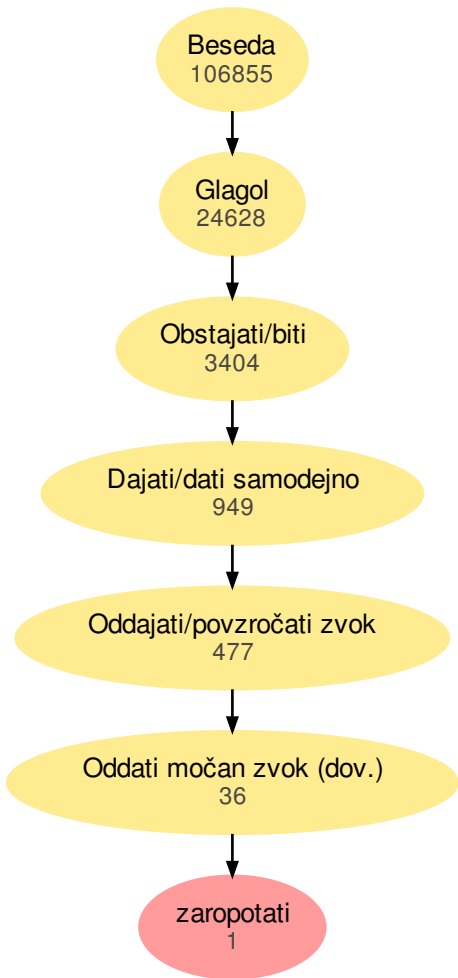 Beseda
106855
Glagol
24628
Obstajati/biti
3404
Dajati/dati samodejno
949
Oddajati/povzročati zvok
477
Oddati močan zvok (dov.)
36
zaropotati
1